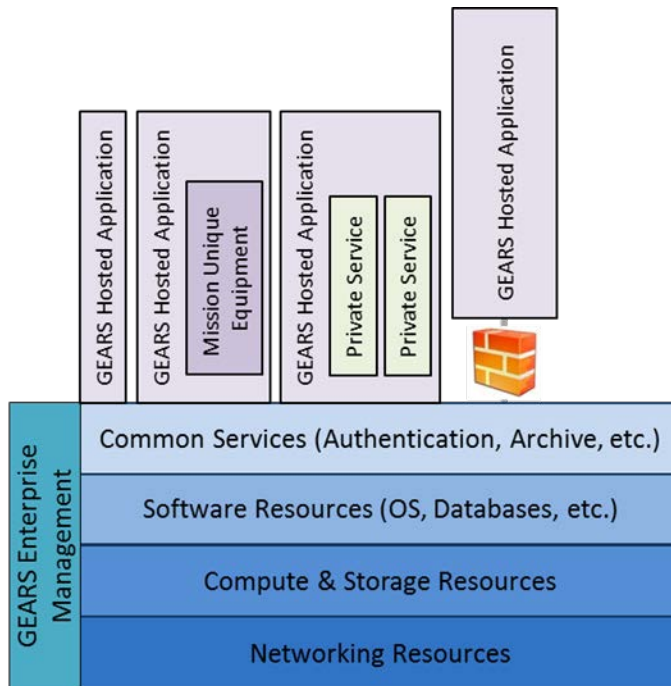 GEARS Hosted Application
GEARS Hosted Application
Mission Unique
Equipment
GEARS Hosted Application
Private Service
Private Service
GEARS Hosted Application
GEARS Enterprise
Management
Common Services (Authentication, Archive, etc.)
Software Resources (OS, Databases, etc.)
Compute & Storage Resources
Networking Resources